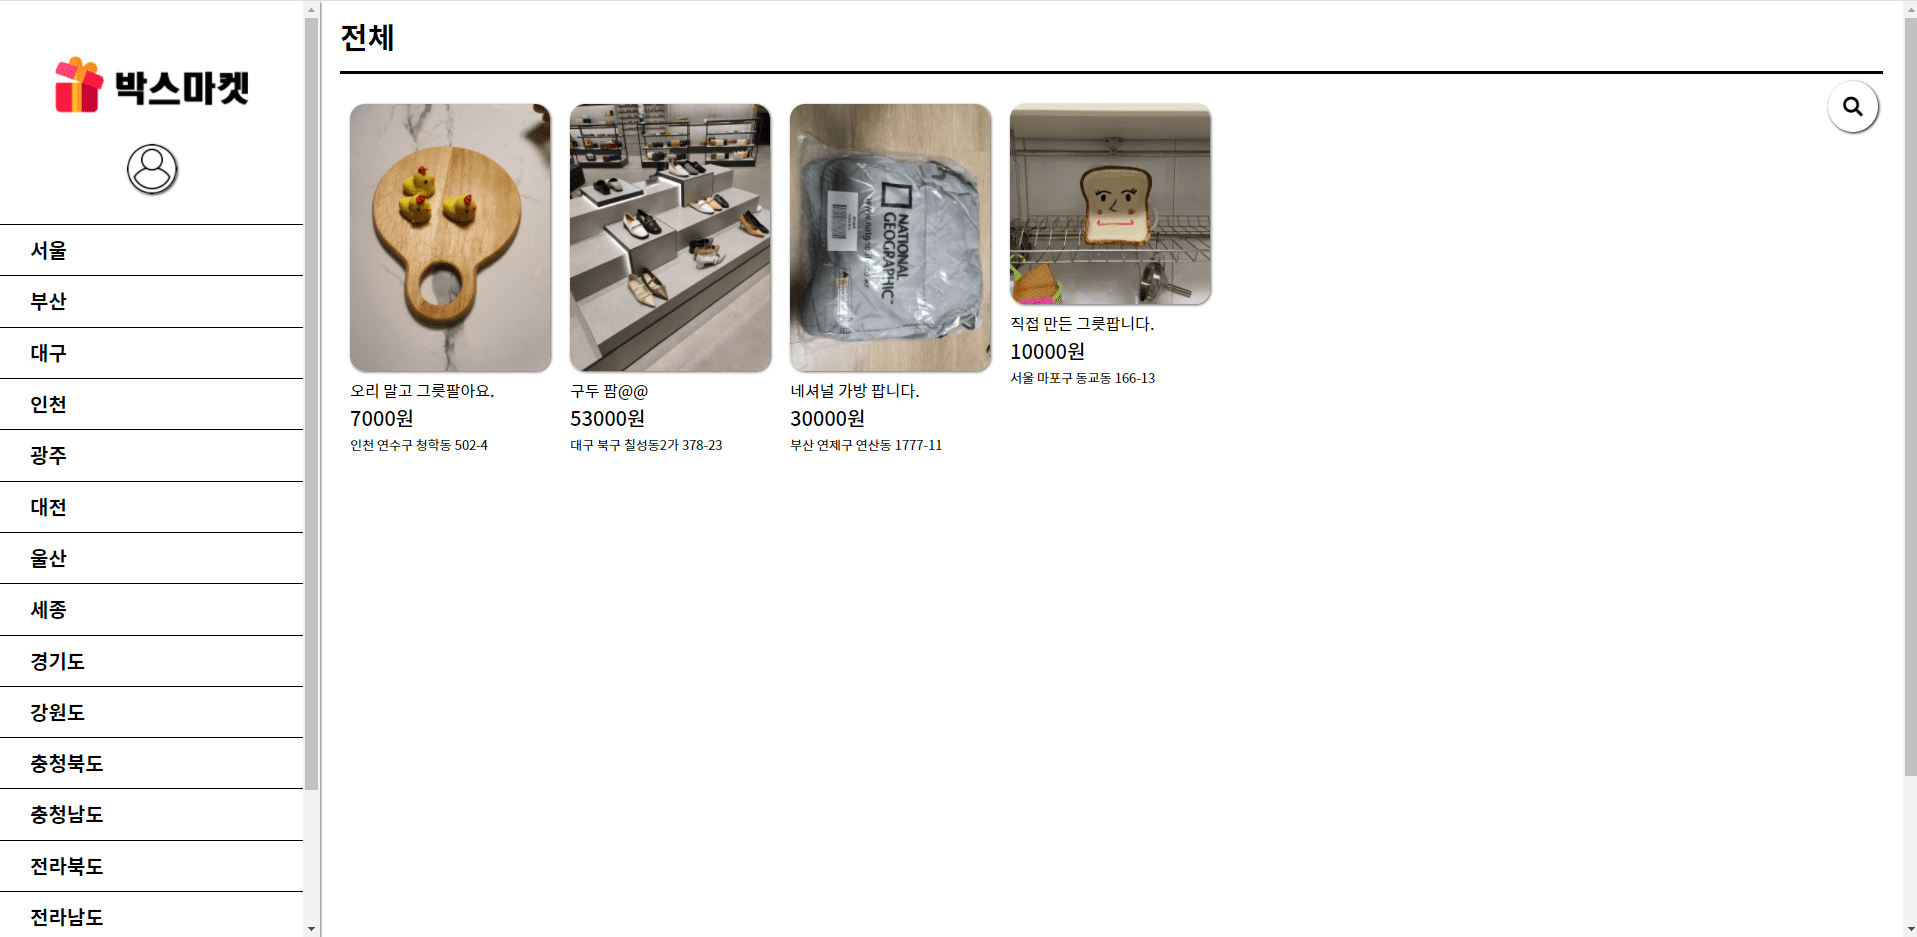 박스마켓
서울
부산
대구
인천
광주
대전
울산
세종
경기도
강원도
충청북도
충청남도
전라북도
전라남도
전체
NATIONAL
GEOGRAPHIC™
오리 말고 그릇팔아요.
7000원
인천 연수구 청학동 502-4
구두 팜@@
53000원
대구 북구 칠성동2가 378-23
네셔널 가방 팝니다.
30000원
부산 연제구 연산동 1777-11
직접 만든 그릇팝니다.
10000원
서울 마포구 동교동 166-13